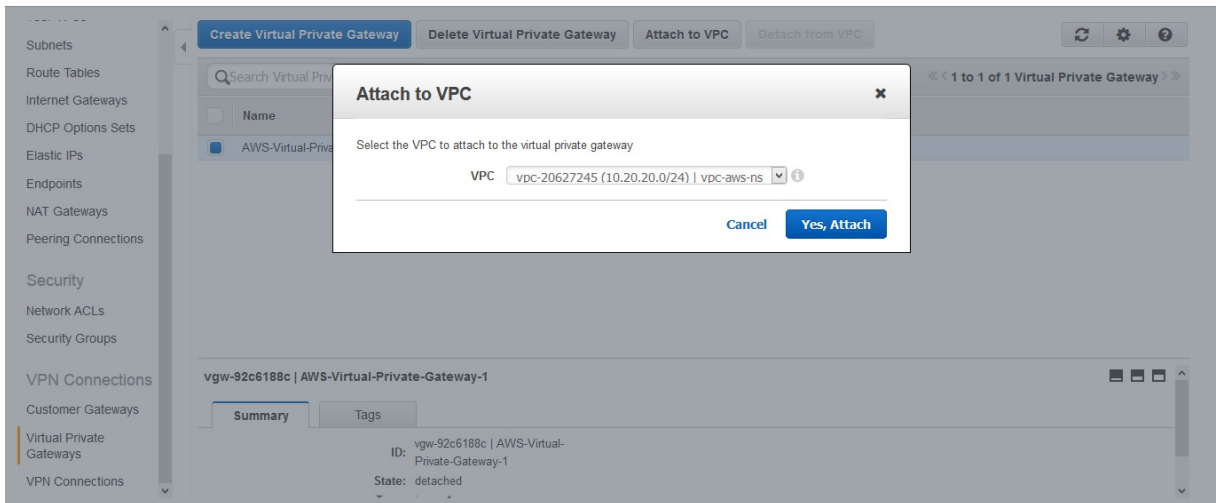 Subnets
Route Tables
Internet Gateways
DHCP Options Sets
Elastic IPs
Endpoints
NAT Gateways
Peering Connections
Security
Network ACLs
Security Groups
VPN Connections
Customer Gateways
Virtual Private
Gateways
VPN Connections
Create Virtual Private Gateway Delete Virtual Private Gateway Attach to VPC Detach from VPC
Search Virtual Priv
1 to 1 of 1 Virtual Private Gateway
Name
AWS-Virtual-Priva
Attach to VPC
Select the VPC to attach to the virtual private gateway
VPC vpc-20627245 (10.20.20.0/24) | vpc-aws-ns
Cancel Yes, Attach
vgw-92c6188c | AWS-Virtual-Private-Gateway-1
Summary Tags
ID: vgw-92c6188c | AWS-Virtual-
Private-Gateway-1
State: detached